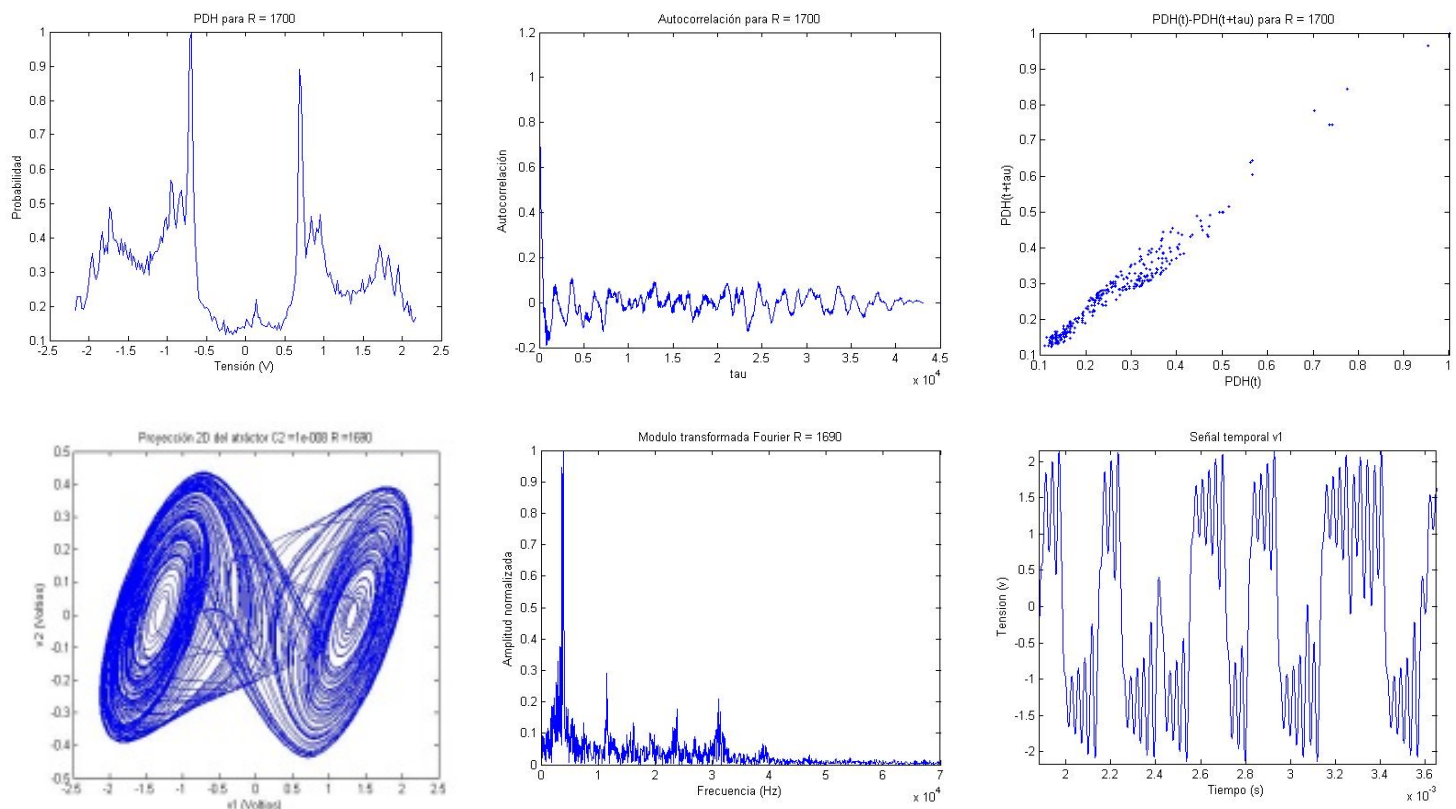 PDH para R = 1700
1
0.9
0.8
0.7
0.6
0.5
0.4
0.3
0.2
0.1
Probabilidad
-2.5 -2 -1.5 -1 -0.5 0 0.5 1 1.5 2 2.5
Tensión (V)
Autocorrelación para R = 1700
1.2
1
0.8
0.6
0.4
0.2
0
-0.2
Autocorrelación
0 0.5 1 1.5 2 2.5 3 3.5 4 4.5
tau
x 10^4
PDH(t)-PDH(t+tau) para R = 1700
1
0.9
0.8
0.7
0.6
0.5
0.4
0.3
0.2
0.1
PDH(t+tau)
0.1 0.2 0.3 0.4 0.5 0.6 0.7 0.8 0.9 1
PDH(t)
Proyección 2D del atráctor C2 =1e-008 R =1690
0.5
0.4
0.3
0.2
0.1
0
-0.1
-0.2
-0.3
-0.4
-0.5
v2 (Voltios)
-2.5 -2 -1.5 -1 -0.5 0 0.5 1 1.5 2 2.5
v1 (Voltios)
Modulo transformada Fourier R = 1690
1
0.9
0.8
0.7
0.6
0.5
0.4
0.3
0.2
0.1
0
Amplitud normalizada
0 1 2 3 4 5 6 7
Frecuencia (Hz)
x 10^4
Señal temporal v1
2
1.5
1
0.5
0
-0.5
-1
-1.5
-2
Tension (v)
2 2.2 2.4 2.6 2.8 3 3.2 3.4 3.6
Tiempo (s)
x 10^-3